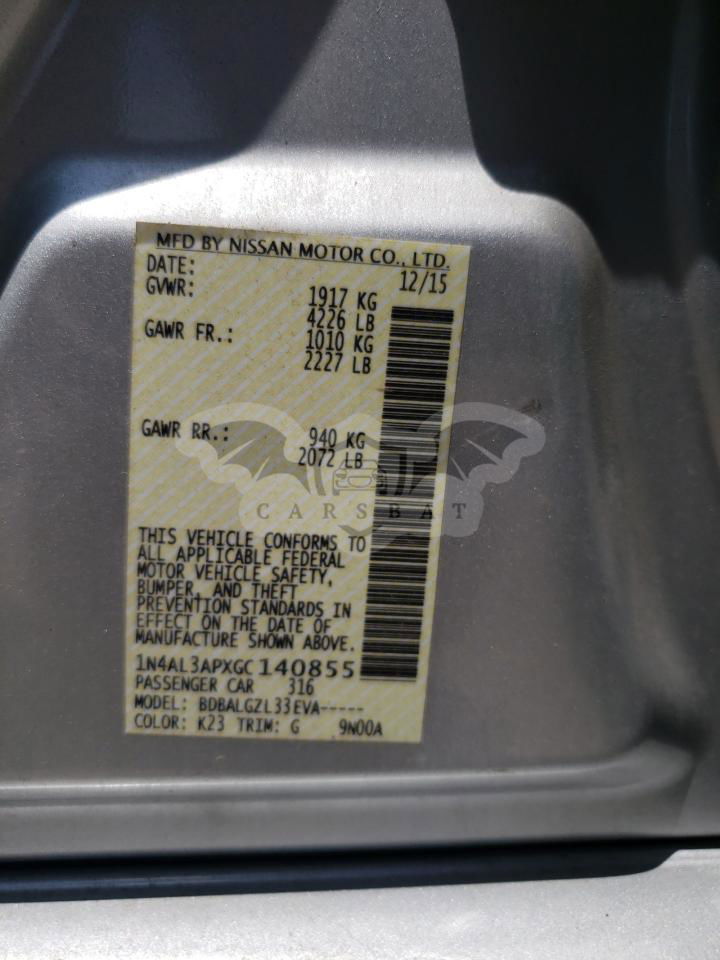 MFD BY NISSAN MOTOR CO., LTD.
DATE: 12/15
GVWR: 1917 KG
4226 LB
GAWR FR.: 1010 KG
2227 LB
GAWR RR.: 940 KG
2072 LB
CARSBAT
THIS VEHICLE CONFORMS TO
ALL APPLICABLE FEDERAL
MOTOR VEHICLE SAFETY,
BUMPER, AND THEFT
PREVENTION STANDARDS IN
EFFECT ON THE DATE OF
MANUFACTURE SHOWN ABOVE.
1N4AL3APXGC140855
PASSENGER CAR 316
MODEL: BDBALGZL33EVA-----
COLOR: K23 TRIM: G 9N00A